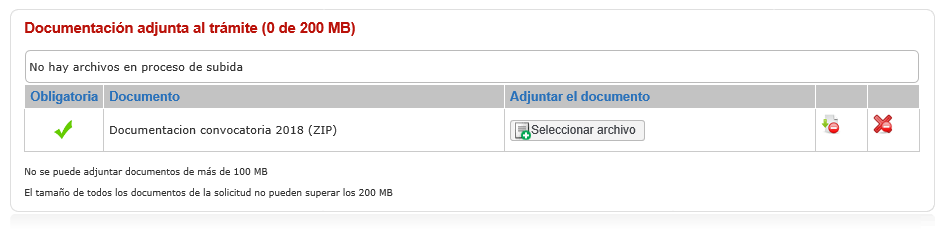 Documentación adjunta al trámite (0 de 200 MB)
No hay archivos en proceso de subida
Obligatoria Documento Adjuntar el documento
Documentacion convocatoria 2018 (ZIP) Seleccionar archivo
No se puede adjuntar documentos de más de 100 MB
El tamaño de todos los documentos de la solicitud no pueden superar los 200 MB